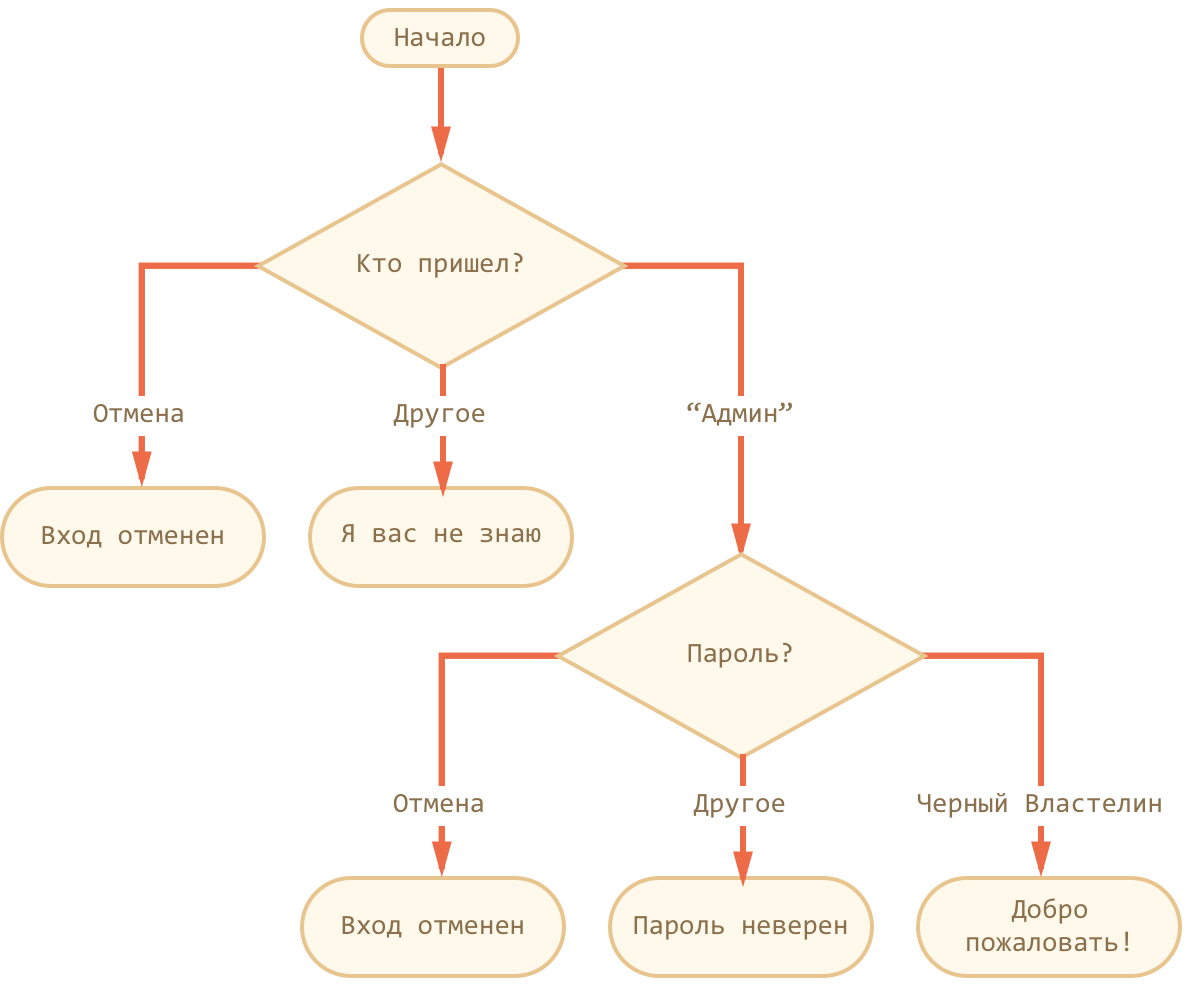 Начало
Кто пришел?
Отмена
Другое
“Админ”
Вход отменен
Я вас не знаю
Пароль?
Отмена
Другое
Черный Властелин
Вход отменен
Пароль неверен
Добро
пожаловать!